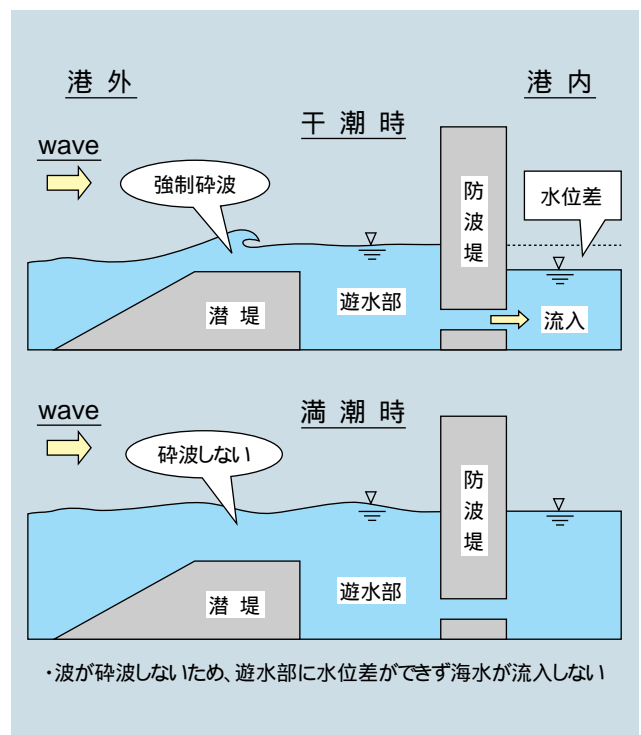 港 外
港 内
干 潮 時
wave
強制砕波
防波堤
水位差
潜 堤
遊水部
流入
満 潮 時
wave
砕波しない
防波堤
潜 堤
遊水部
・波が砕波しないため、遊水部に水位差ができず海水が流入しない